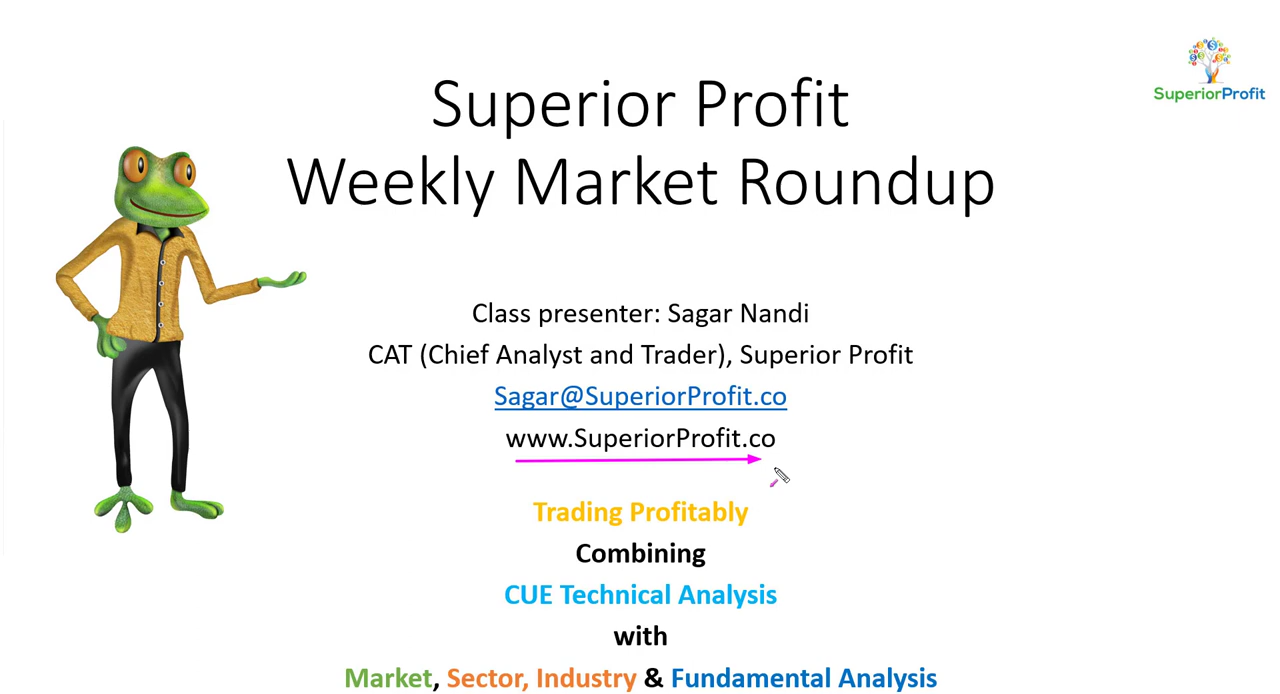 SuperiorProfit
Superior Profit
Weekly Market Roundup
Class presenter: Sagar Nandi
CAT (Chief Analyst and Trader), Superior Profit
Sagar@SuperiorProfit.co
www.SuperiorProfit.co
Trading Profitably
Combining
CUE Technical Analysis
with
Market, Sector, Industry & Fundamental Analysis